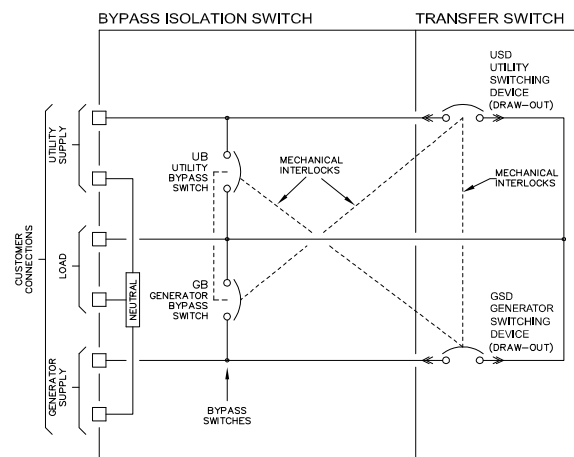 BYPASS ISOLATION SWITCH
TRANSFER SWITCH
USD
UTILITY
SWITCHING
DEVICE
(DRAW-OUT)
UTILITY
SUPPLY
UB
UTILITY
BYPASS
SWITCH
MECHANICAL
INTERLOCKS
MECHANICAL
INTERLOCKS
CUSTOMER
CONNECTIONS
LOAD
NEUTRAL
GB
GENERATOR
BYPASS
SWITCH
GSD
GENERATOR
SWITCHING
DEVICE
(DRAW-OUT)
GENERATOR
SUPPLY
BYPASS
SWITCHES